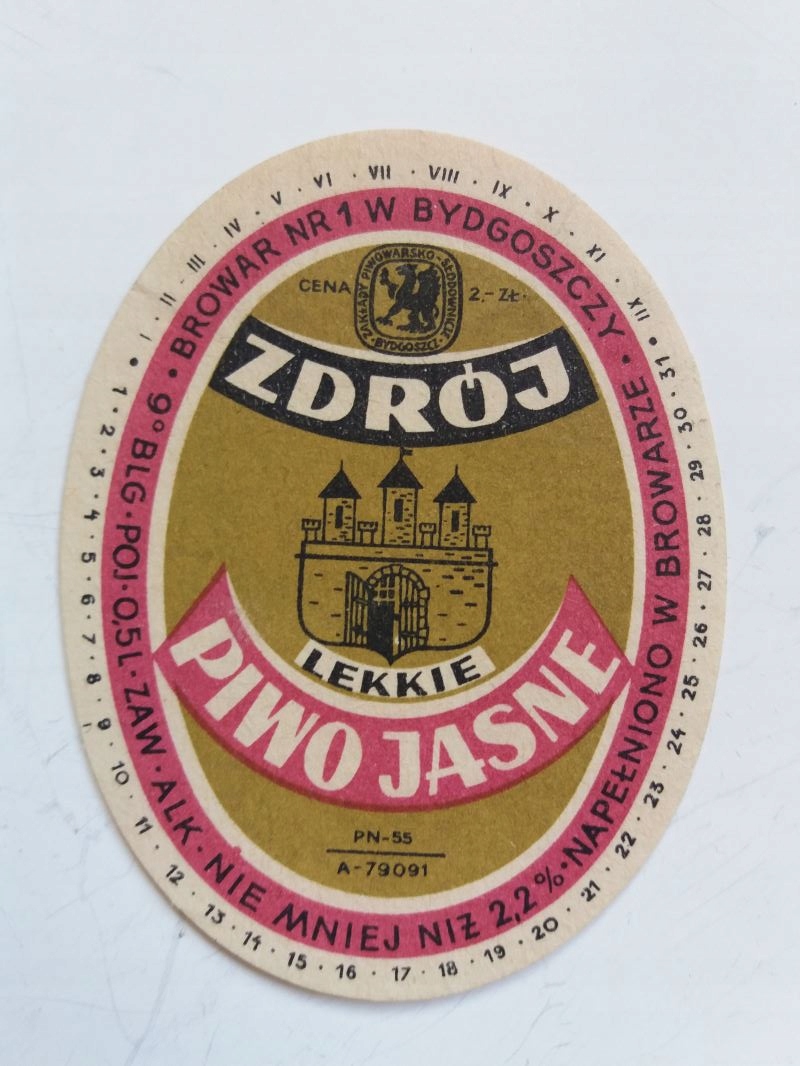 I · II · III · IV · V · VI · VII · VIII · IX · X · XI · XII
• BROWAR NR 1 W BYDGOSZCZY •
CENA 2,- ZŁ.
ZAKŁADY PIWOWARSKO-SŁODOWNICZE
· BYDGOSZCZ ·
ZDRÓJ
LEKKIE
PIWO JASNE
PN-55
A-79091
9° BLG · POJ · 0,5 L · ZAW · ALK · NIE MNIEJ NIŻ 2,2% · NAPEŁNIONO W BROWARZE
1 · 2 · 3 · 4 · 5 · 6 · 7 · 8 · 9 · 10 · 11 · 12 · 13 · 14 · 15 · 16 · 17 · 18 · 19 · 20 · 21 · 22 · 23 · 24 · 25 · 26 · 27 · 28 · 29 · 30 · 31